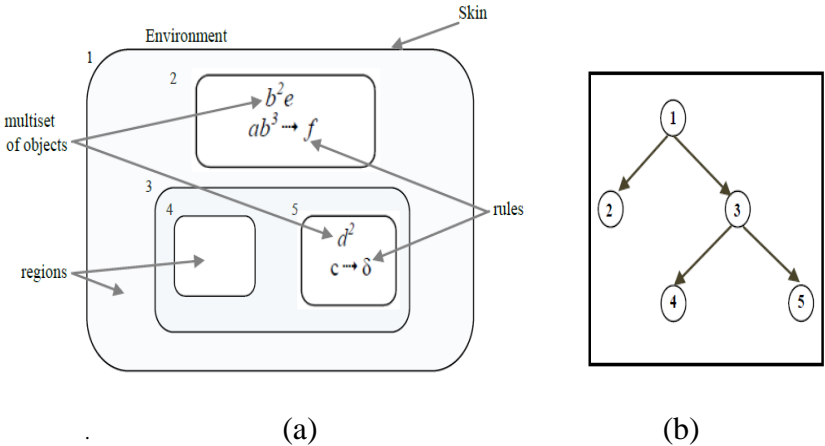 Skin
Environment
1
2
b²e
ab³ ⇢ f
multiset
of objects
3
4
5
d²
c ⇢ δ
rules
regions
1
2
3
4
5
.
(a)
(b)